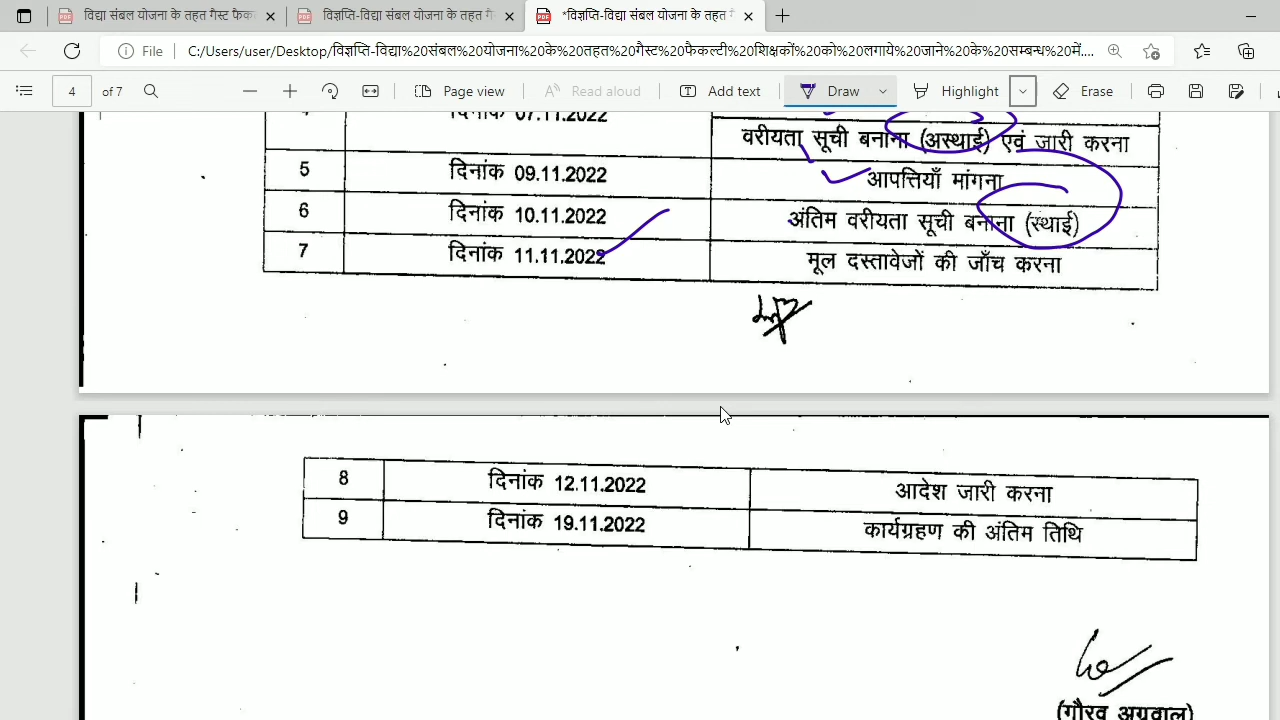 विद्या संबल योजना के तहत गैस्ट फैक
विज्ञप्ति-विद्या संबल योजना के तहत गै
*विज्ञप्ति-विद्या संबल योजना के तहत
File
C:/Users/user/Desktop/विज्ञप्ति-विद्या%20संबल%20योजना%20के%20तहत%20गैस्ट%20फैकल्टी%20शिक्षकों%20को%20लगाये%20जाने%20के%20सम्बन्ध%20में....
4 of 7 Page view Read aloud Add text Draw Highlight Erase
दिनांक 07.11.2022
वरीयता सूची बनाना (अस्थाई) एवं जारी करना
5 दिनांक 09.11.2022 आपत्तियाँ मांगना
6 दिनांक 10.11.2022 अंतिम वरीयता सूची बनाना (स्थाई)
7 दिनांक 11.11.2022 मूल दस्तावेजों की जाँच करना
8 दिनांक 12.11.2022 आदेश जारी करना
9 दिनांक 19.11.2022 कार्यग्रहण की अंतिम तिथि
(गौरव अग्रवाल)